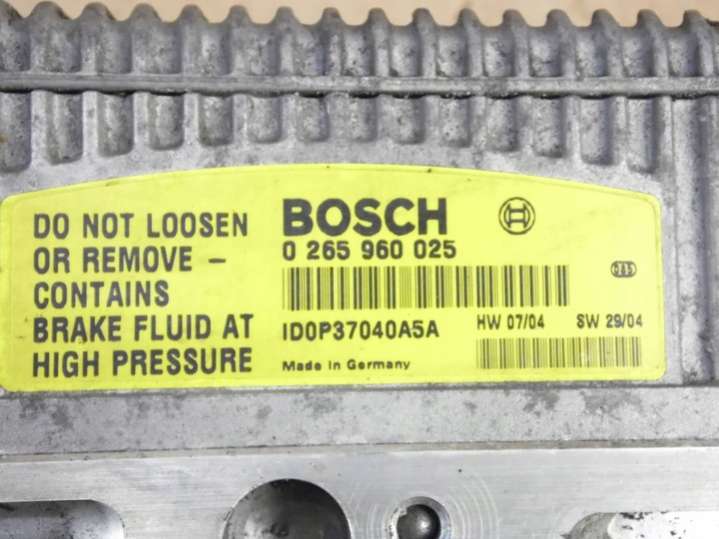 DO NOT LOOSEN
OR REMOVE –
CONTAINS
BRAKE FLUID AT
HIGH PRESSURE
BOSCH
0 265 960 025
ID0P37040A5A
HW 07/04 SW 29/04
Made in Germany